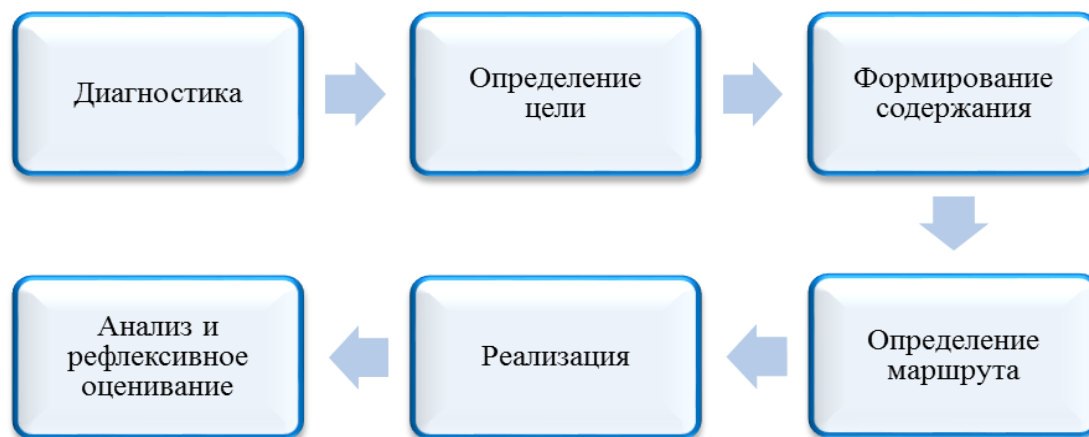 Диагностика
Определение
цели
Формирование
содержания
Определение
маршрута
Реализация
Анализ и
рефлексивное
оценивание